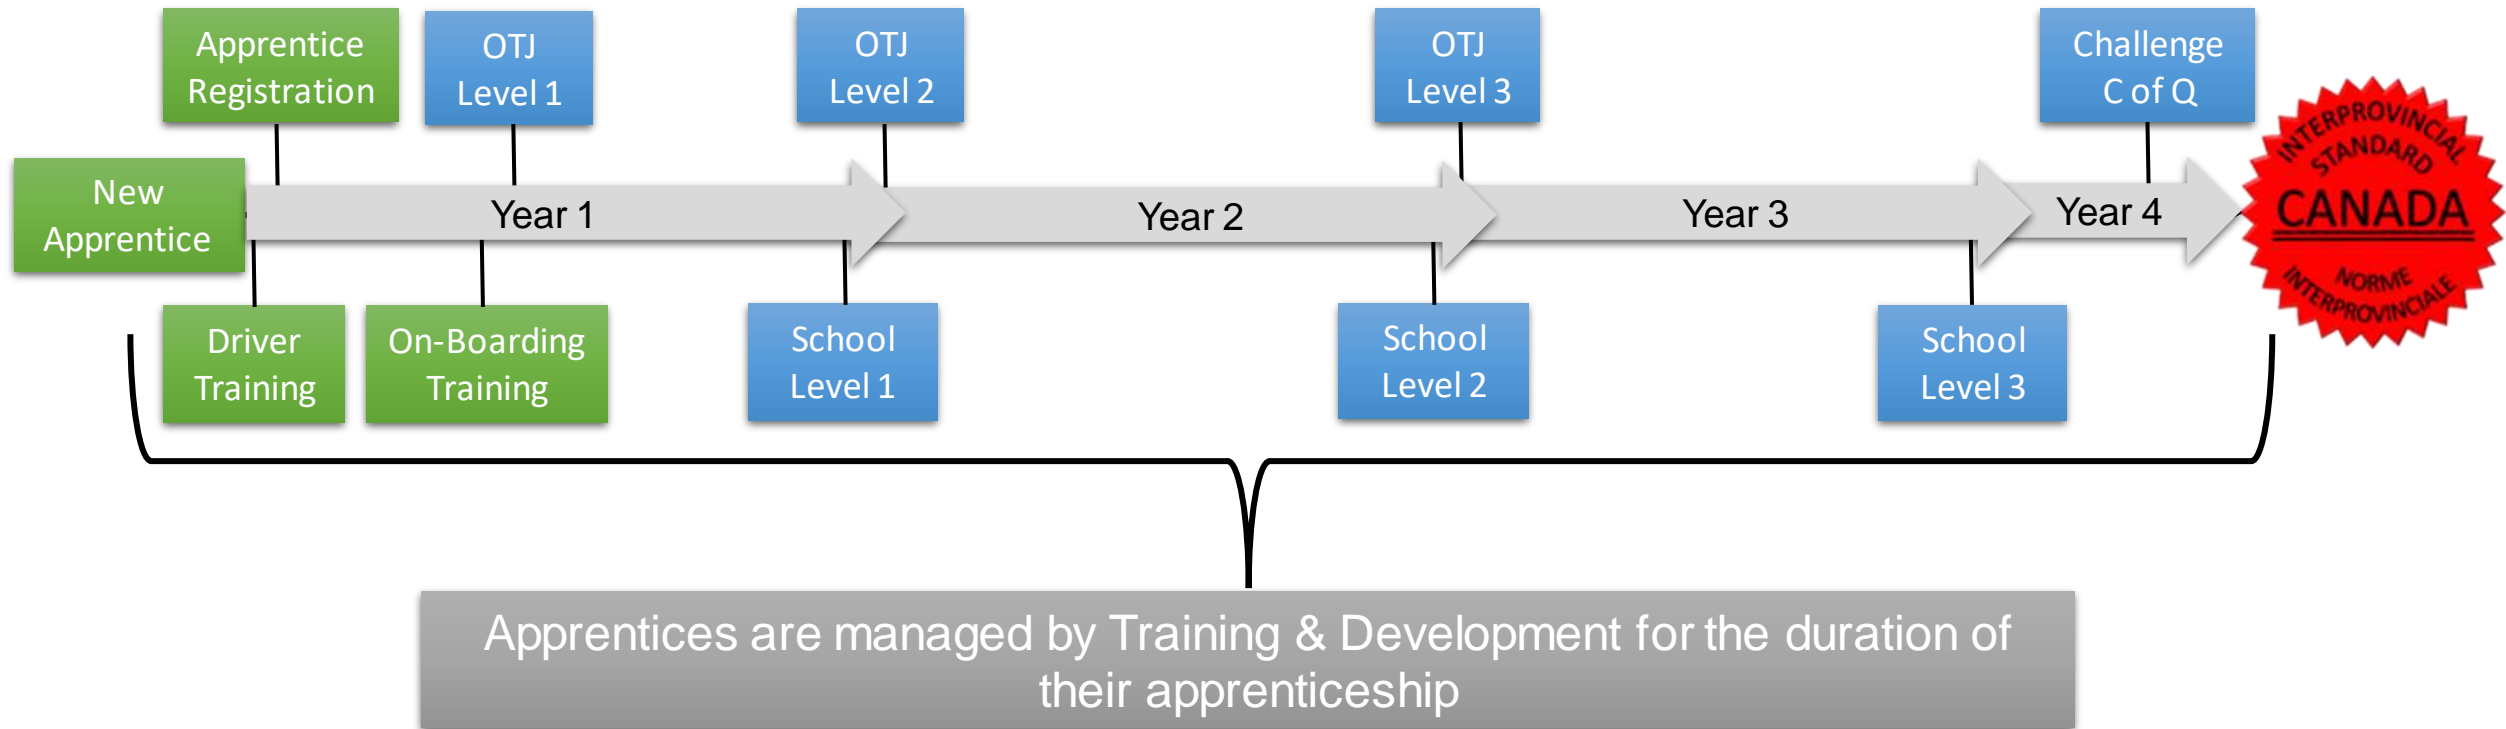 Apprentice
Registration
OTJ
Level 1
OTJ
Level 2
OTJ
Level 3
Challenge
C of Q
New
Apprentice
Year 1
Year 2
Year 3
Year 4
INTERPROVINCIAL
STANDARD
CANADA
NORME
INTERPROVINCIALE
Driver
Training
On-Boarding
Training
School
Level 1
School
Level 2
School
Level 3
Apprentices are managed by Training & Development for the duration of
their apprenticeship